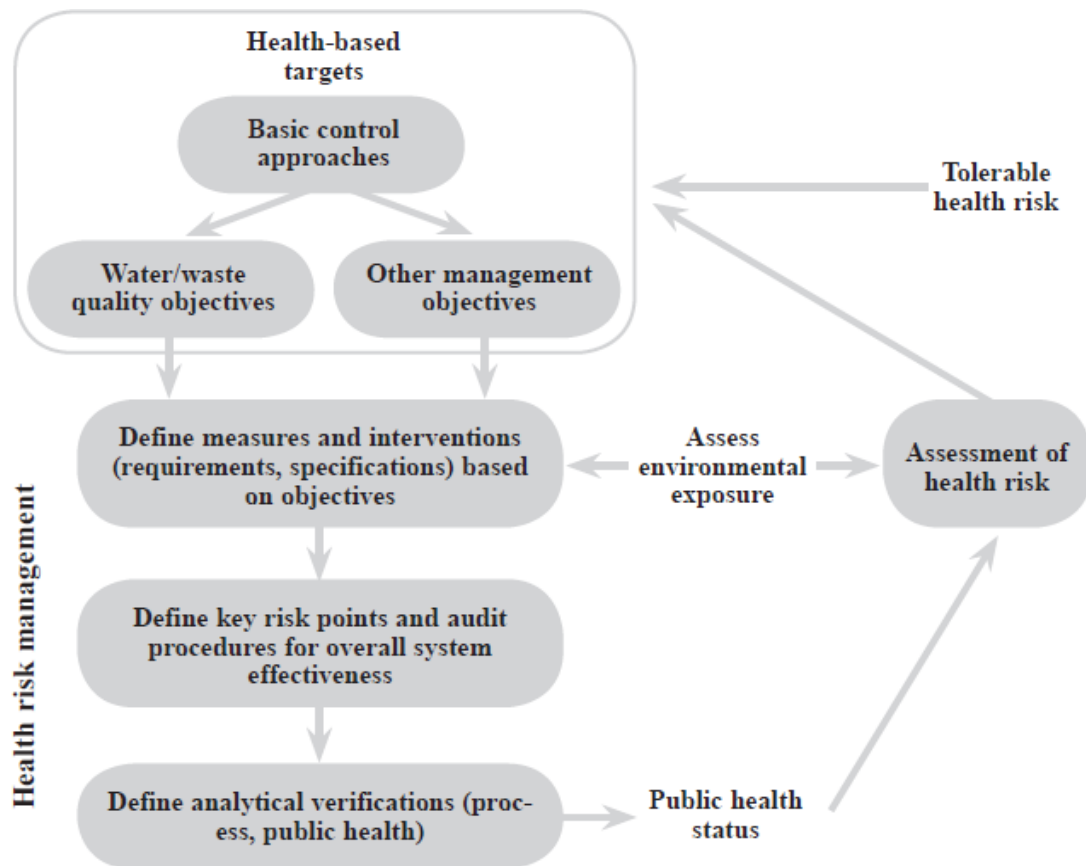 Health-based
targets
Basic control
approaches
Tolerable
health risk
Water/waste
quality objectives
Other management
objectives
Define measures and interventions
(requirements, specifications) based
on objectives
Assess
environmental
exposure
Assessment of
health risk
Health risk management
Define key risk points and audit
procedures for overall system
effectiveness
Define analytical verifications (proc-
ess, public health)
Public health
status